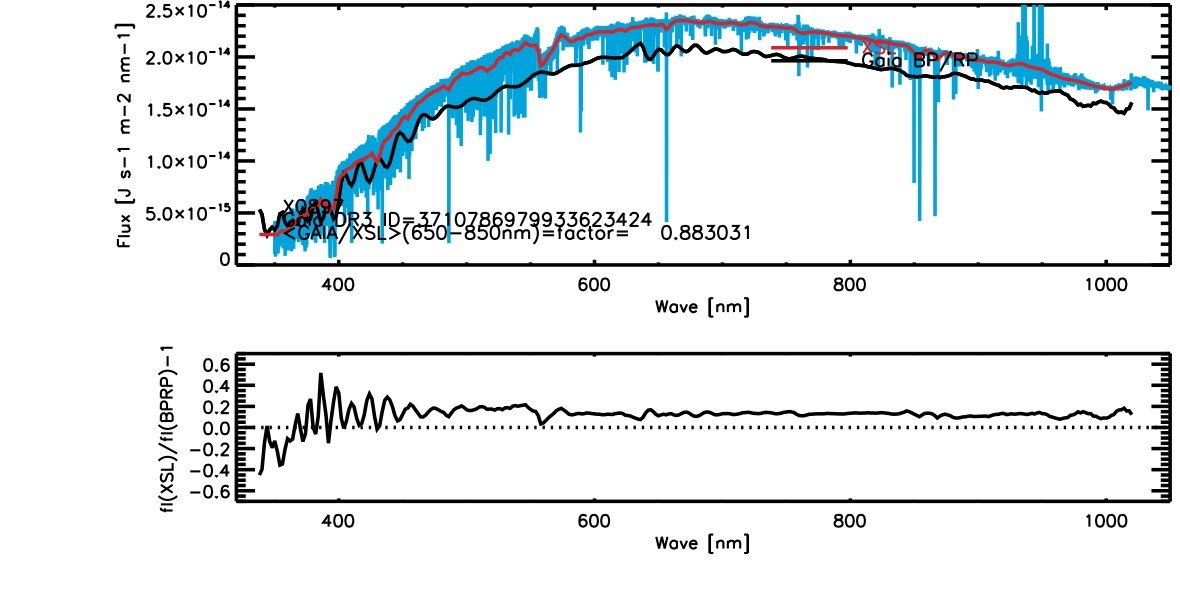 2.5×10−14
2.0×10−14
1.5×10−14
1.0×10−14
5.0×10−15
0
Flux [J s−1 m−2 nm−1]
XSL
Gaia BP/RP
X0897
Gaia DR3 ID=3710786979933623424
<GAIA/XSL>(650−850nm)=factor= 0.883031
400 600 800 1000
Wave [nm]
0.6
0.4
0.2
0.0
−0.2
−0.4
−0.6
fl(XSL)/fl(BPRP)−1
400 600 800 1000
Wave [nm]